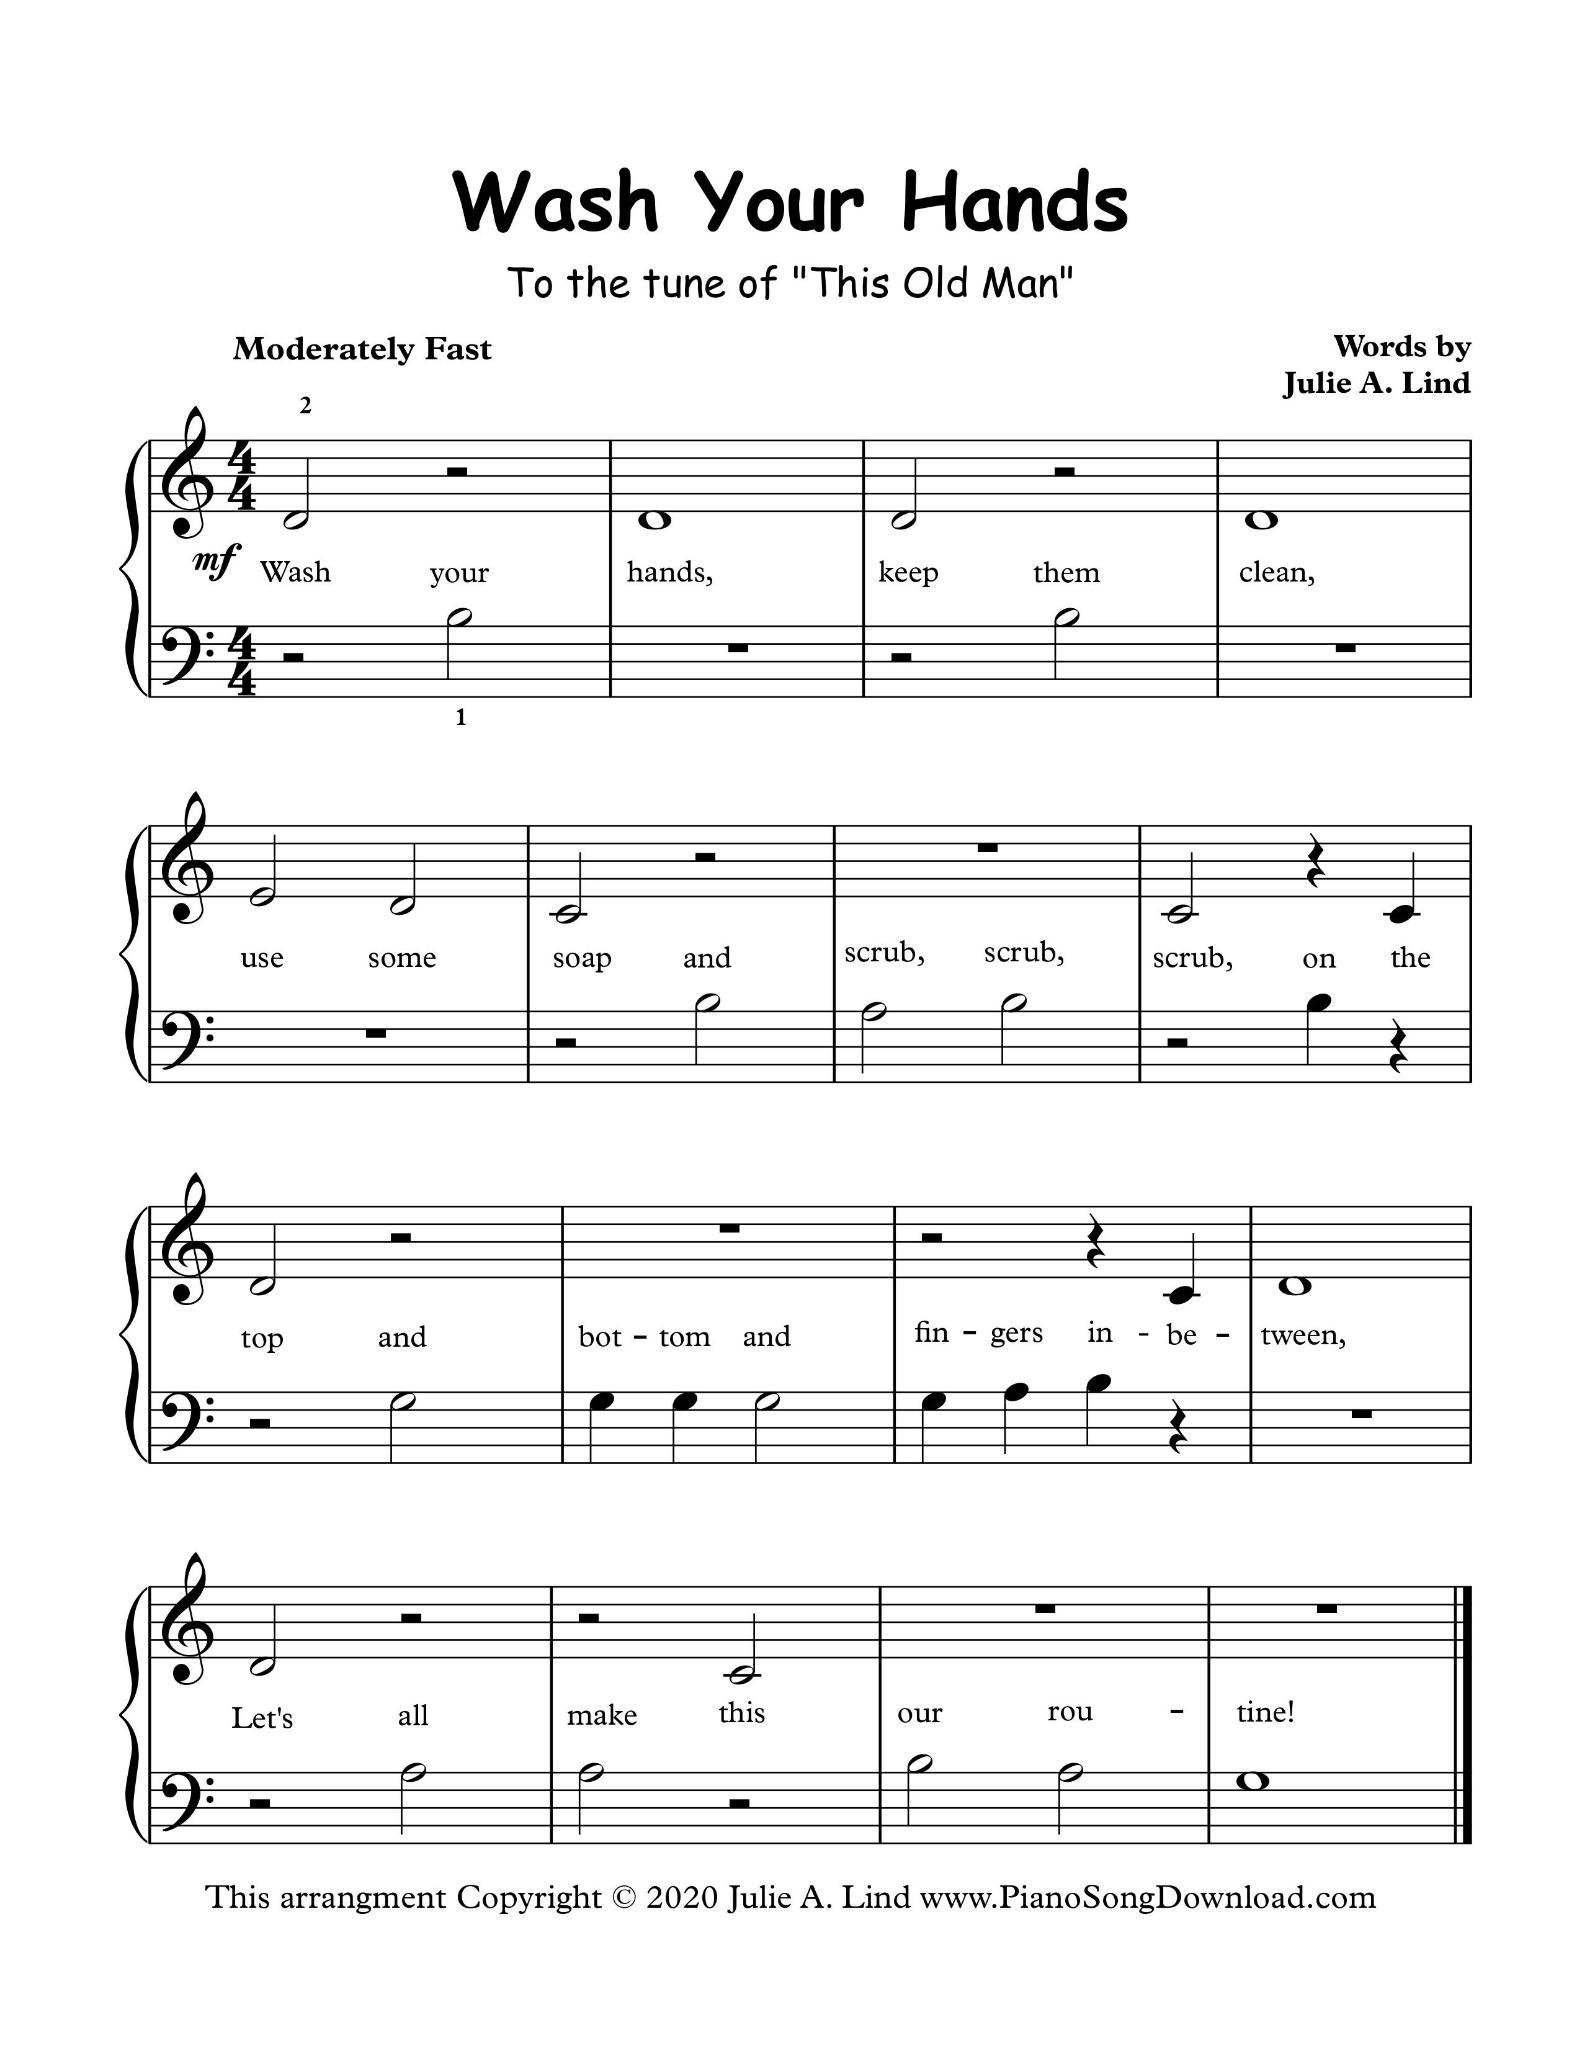 Wash Your Hands
To the tune of "This Old Man"
Moderately Fast
Words by
Julie A. Lind
2
4 4
mf Wash your hands, keep them clean,
4 4
1
use some soap and scrub, scrub, scrub, on the
top and bot - tom and fin - gers in - be - tween,
Let's all make this our rou - tine!
This arrangment Copyright © 2020 Julie A. Lind www.PianoSongDownload.com